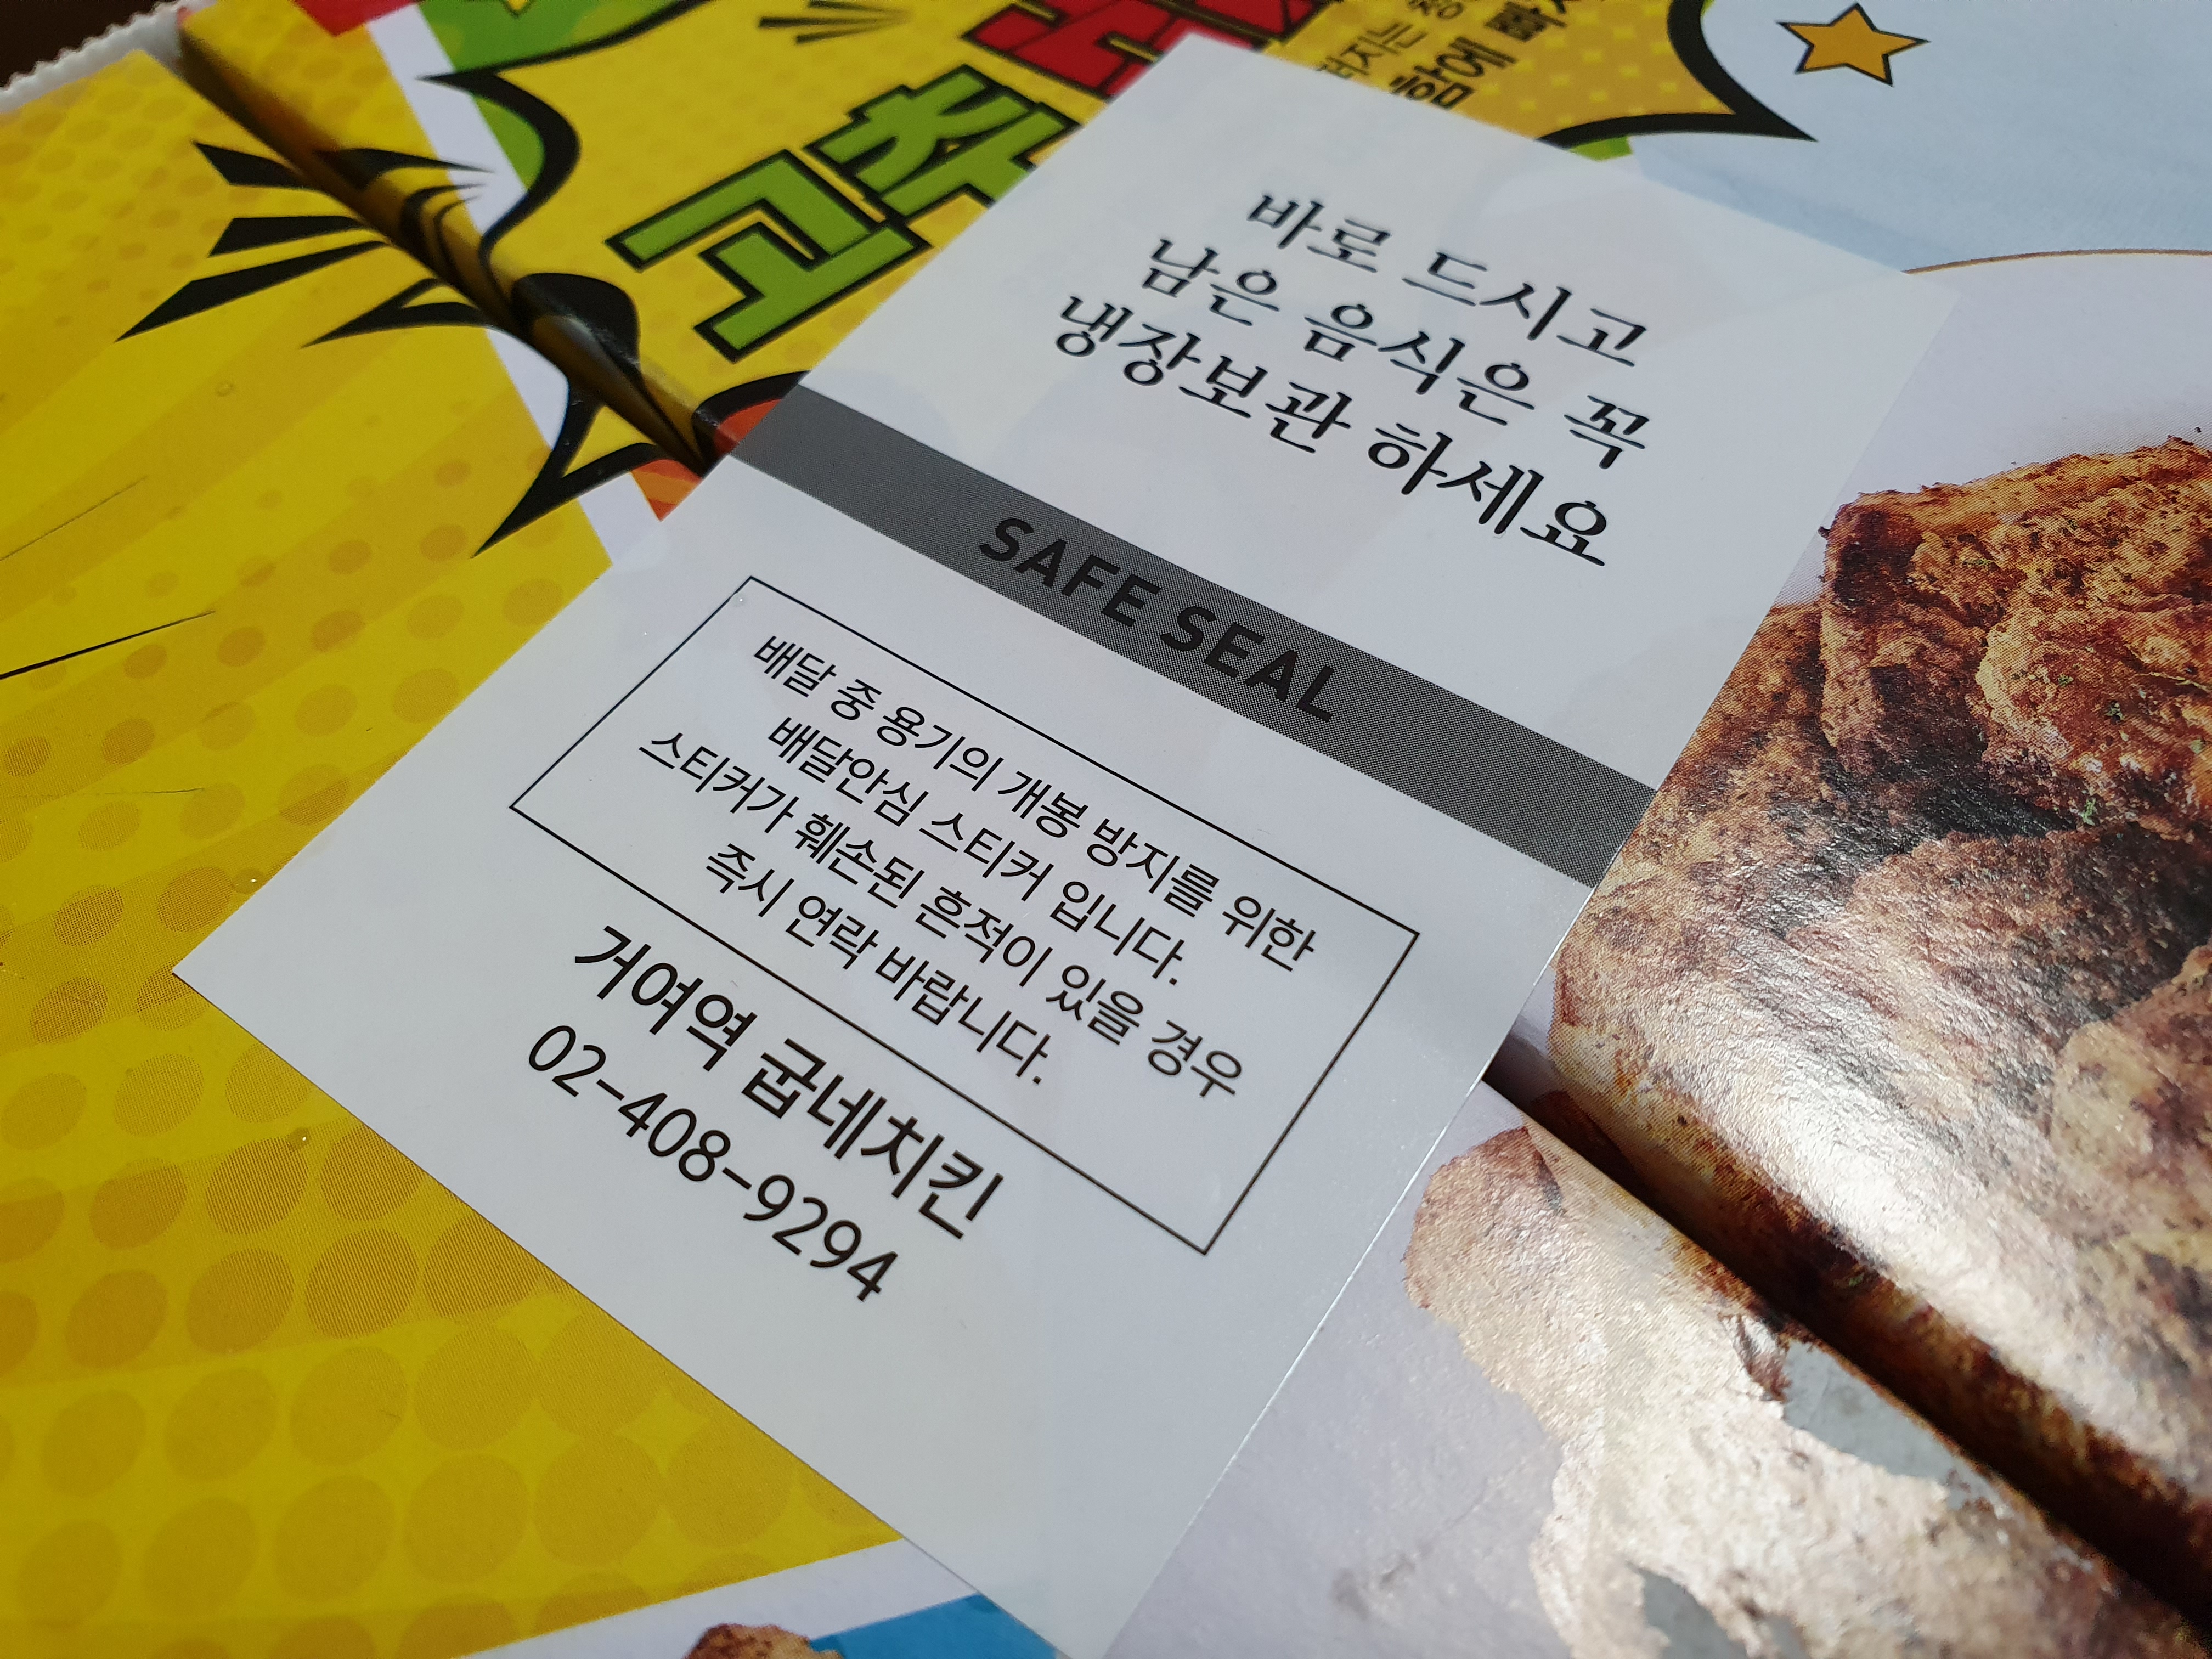 고추
바로 드시고
남은 음식은 꼭
냉장보관 하세요
SAFE SEAL
배달 중 용기의 개봉 방지를 위한
배달안심 스티커 입니다.
스티커가 훼손된 흔적이 있을 경우
즉시 연락 바랍니다.
거여역 굽네치킨
02-408-9294